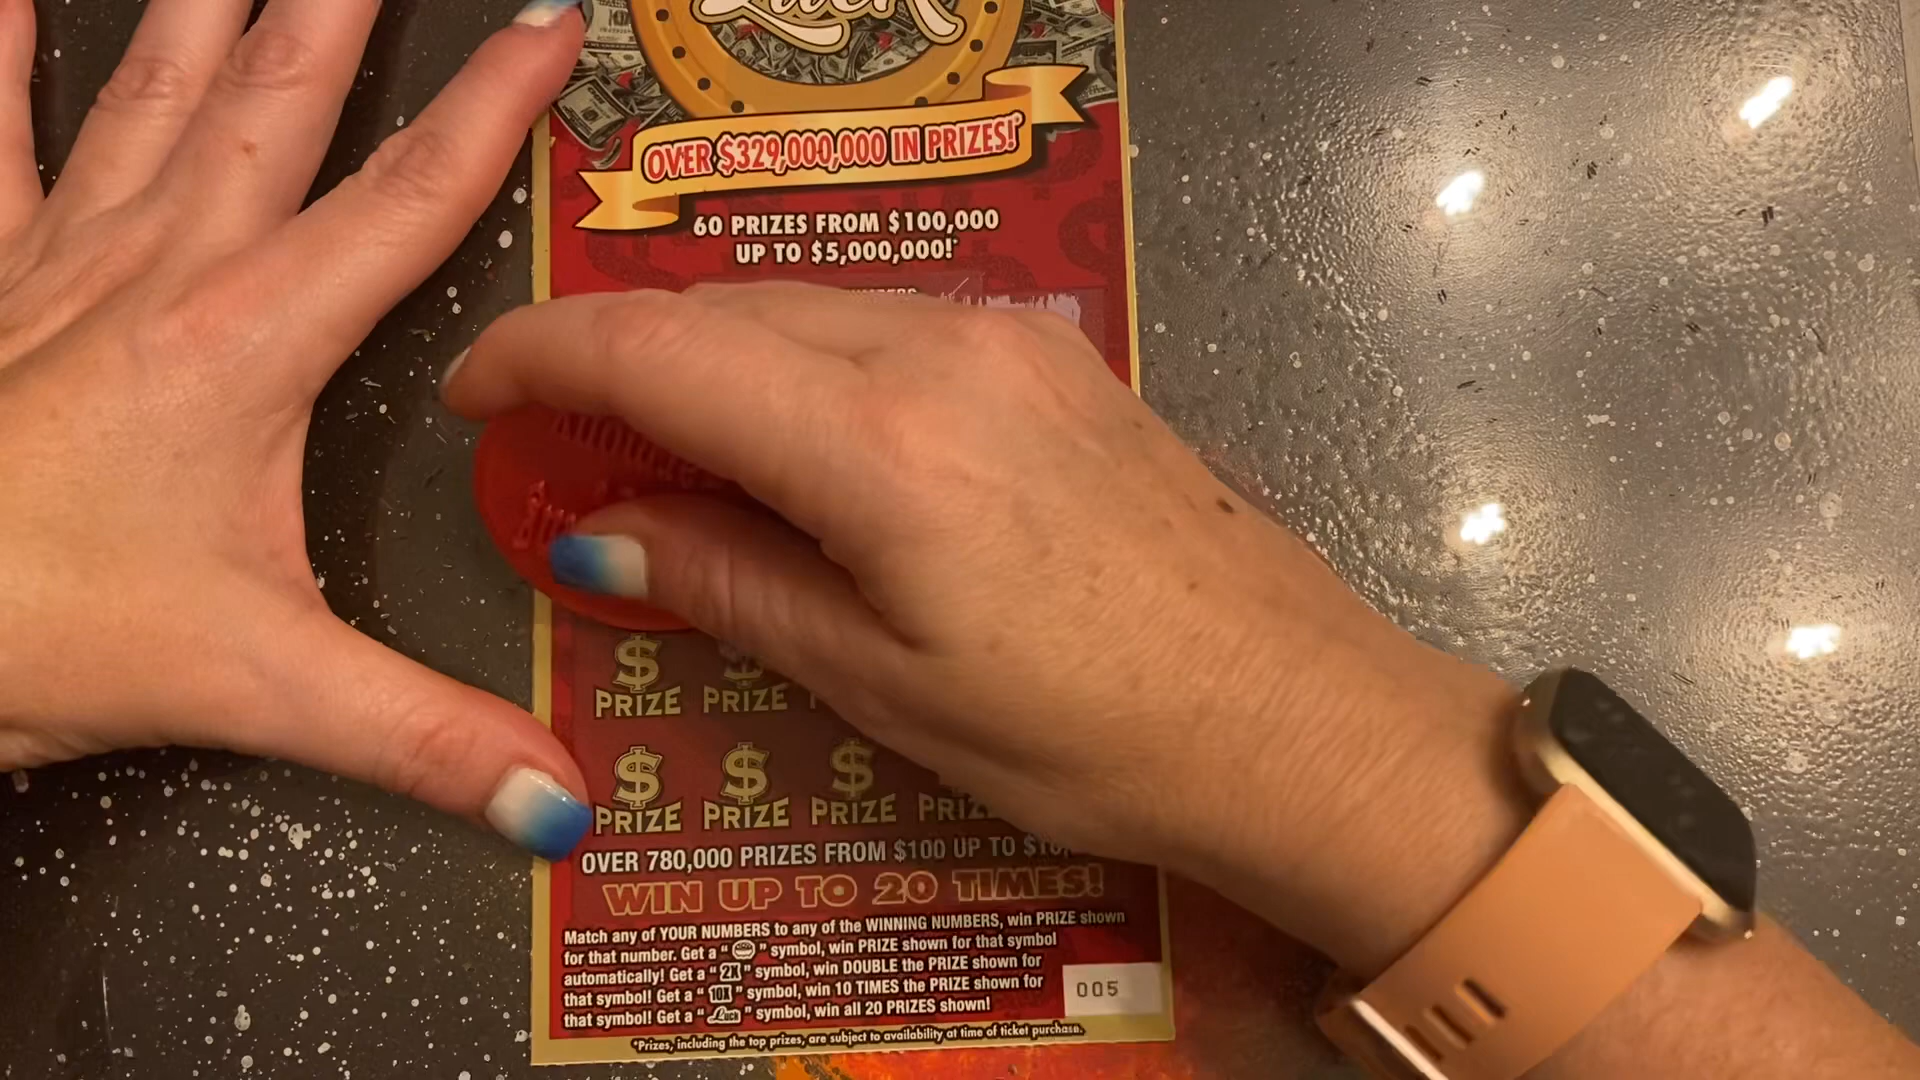 Luck
OVER $329,000,000 IN PRIZES!*
60 PRIZES FROM $100,000
UP TO $5,000,000!*
$ PRIZE $ PRIZE
$ PRIZE $ PRIZE $ PRIZE PRIZ
OVER 780,000 PRIZES FROM $100 UP TO
WIN UP TO 20 TIMES!
Match any of YOUR NUMBERS to any of the WINNING NUMBERS, win PRIZE shown
for that number. Get a " " symbol, win PRIZE shown for that symbol
automatically! Get a "2X" symbol, win DOUBLE the PRIZE shown for
that symbol! Get a "10X" symbol, win 10 TIMES the PRIZE shown for
that symbol! Get a "Luck" symbol, win all 20 PRIZES shown!
005
*Prizes, including the top prizes, are subject to availability at time of ticket purchase.